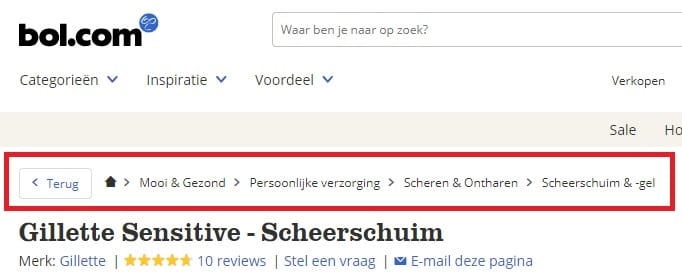 bol.com
Waar ben je naar op zoek?
Categorieën Inspiratie Voordeel Verkopen
Sale Ho
< Terug > Mooi & Gezond > Persoonlijke verzorging > Scheren & Ontharen > Scheerschuim & -gel
Gillette Sensitive - Scheerschuim
Merk: Gillette | ★★★★★ 10 reviews | Stel een vraag | E-mail deze pagina